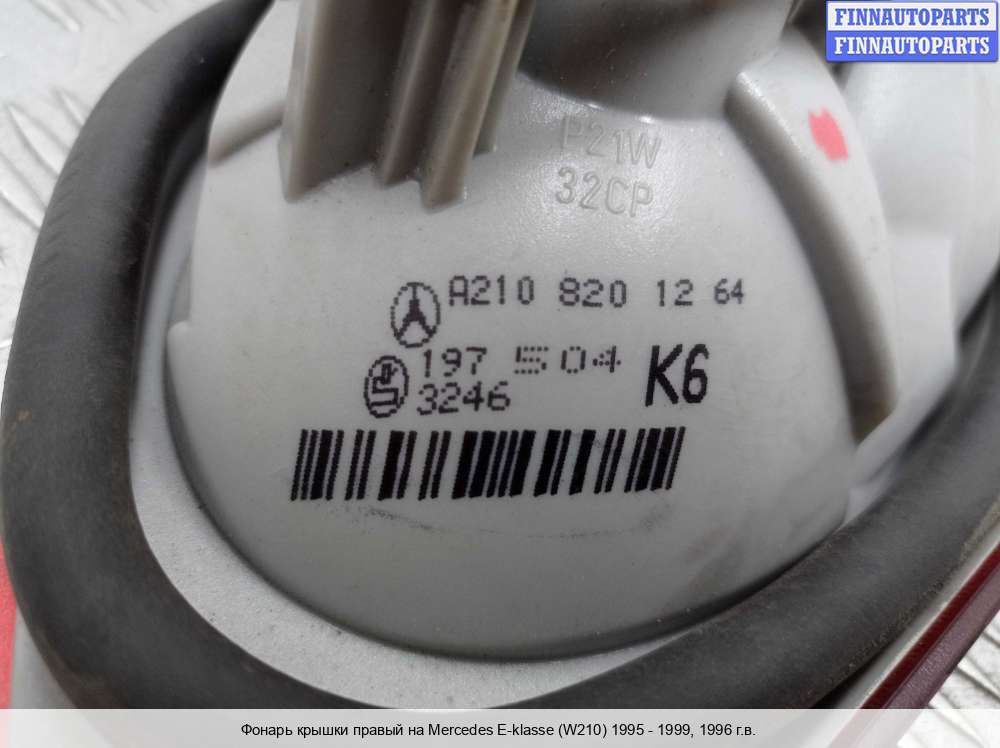 FINNAUTOPARTS
FINNAUTOPARTS
P21W
32CP
A210 820 12 64
197 504
3246
K6
Фонарь крышки правый на Mercedes E-klasse (W210) 1995 - 1999, 1996 г.в.